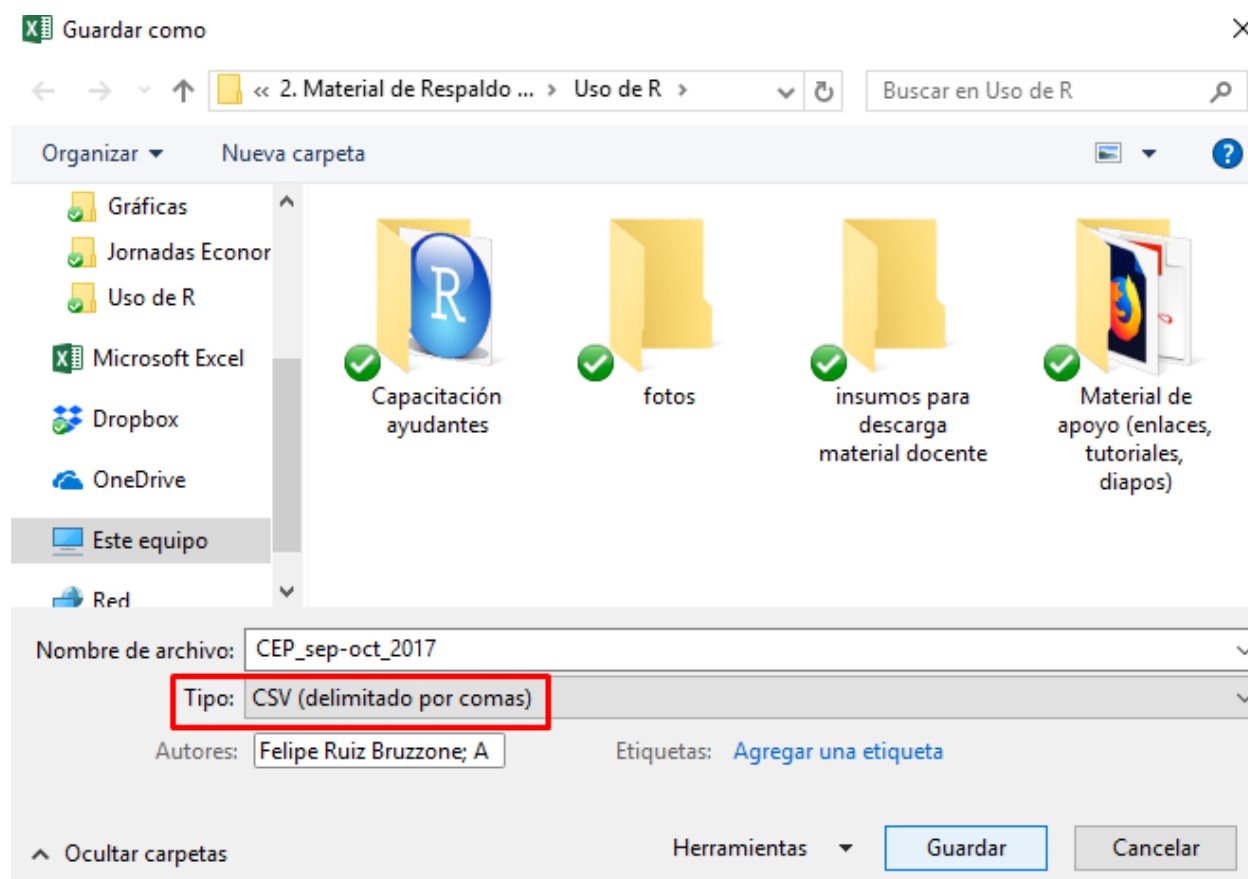 Guardar como
« 2. Material de Respaldo ... › Uso de R ›
Buscar en Uso de R
Organizar
Nueva carpeta
Gráficas
Jornadas Econor
Uso de R
Microsoft Excel
Dropbox
OneDrive
Este equipo
Red
R
Capacitación
ayudantes
fotos
insumos para
descarga
material docente
Material de
apoyo (enlaces,
tutoriales,
diapos)
Nombre de archivo: CEP_sep-oct_2017
Tipo: CSV (delimitado por comas)
Autores: Felipe Ruiz Bruzzone; A
Etiquetas: Agregar una etiqueta
Ocultar carpetas
Herramientas
Guardar
Cancelar